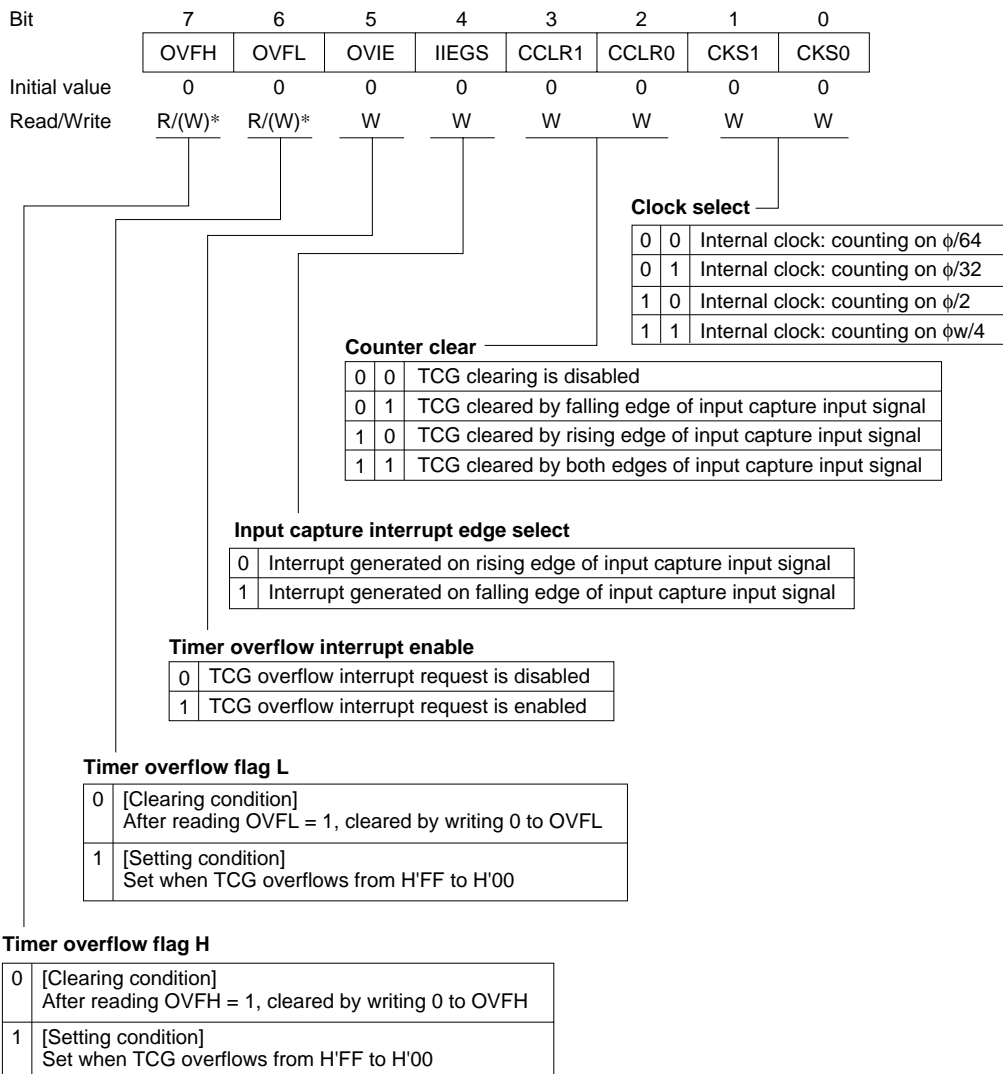 Bit 7 6 5 4 3 2 1 0
OVFH OVFL OVIE IIEGS CCLR1 CCLR0 CKS1 CKS0
Initial value 0 0 0 0 0 0 0 0
Read/Write R/(W)* R/(W)* W W W W W W
Clock select
0 0 Internal clock: counting on ϕ/64
0 1 Internal clock: counting on ϕ/32
1 0 Internal clock: counting on ϕ/2
1 1 Internal clock: counting on ϕw/4
Counter clear
0 0 TCG clearing is disabled
0 1 TCG cleared by falling edge of input capture input signal
1 0 TCG cleared by rising edge of input capture input signal
1 1 TCG cleared by both edges of input capture input signal
Input capture interrupt edge select
0 Interrupt generated on rising edge of input capture input signal
1 Interrupt generated on falling edge of input capture input signal
Timer overflow interrupt enable
0 TCG overflow interrupt request is disabled
1 TCG overflow interrupt request is enabled
Timer overflow flag L
0 [Clearing condition]
After reading OVFL = 1, cleared by writing 0 to OVFL
1 [Setting condition]
Set when TCG overflows from H'FF to H'00
Timer overflow flag H
0 [Clearing condition]
After reading OVFH = 1, cleared by writing 0 to OVFH
1 [Setting condition]
Set when TCG overflows from H'FF to H'00